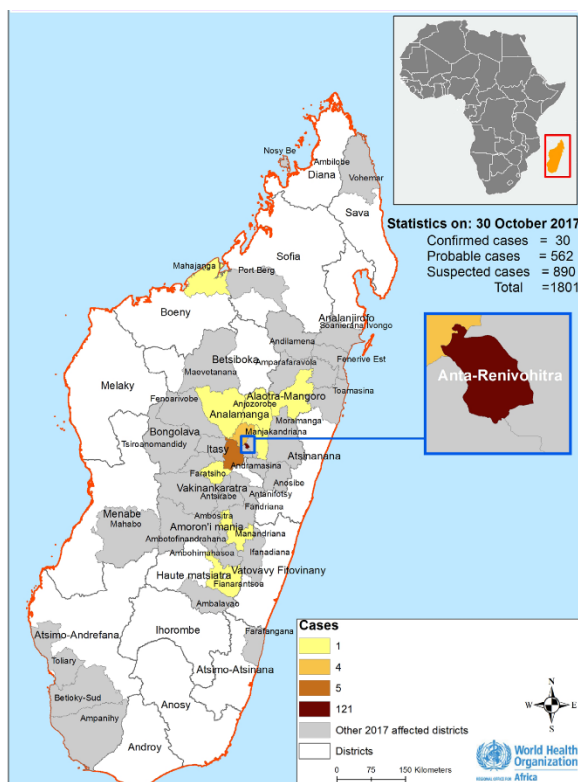 Nosy Be
Ambilobe
Diana
Vohemar
Sava
Statistics on: 30 October 2017
Confirmed cases = 30
Probable cases = 562
Suspected cases = 890
Total =1801
Sofia
Mahajanga
Port Berg
Boeny
Analanjirofo
Soanierana Ivongo
Andilamena
Betsiboka
Amparafaravola
Fenerive Est
Maevetanana
Melaky
Fenoarivobe
Alaotra-Mangoro
Toamasina
Anjozorobe
Analamanga
Anta-Renivohitra
Moramanga
Bongolava
Manjakandriana
Tsiroanomandidy
Itasy
Atsinanana
Andramasina
Faratsiho
Anosibe
Vakinankaratra
Antanifotsy
Antsirabe
Fandriana
Menabe
Mahabo
Ambositra
Amoron'i mania
Manandriana
Ambotofinandrahana
Ambohimahasoa
Ifanadiana
Haute matsiatra
Vatovavy Fitovinany
Fianarantsoa
Ambalavao
Atsimo-Andrefana
Ihorombe
Farafangana
Toliary
Atsimo-Atsinana
Betioky-Sud
Anosy
Ampanihy
Androy
Cases
1
4
5
121
Other 2017 affected districts
Districts
N
W E
S
0 75 150 Kilometers
World Health
Organization
REGIONAL OFFICE FOR Africa